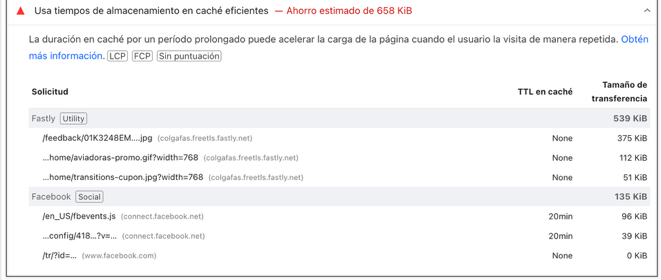 Usa tiempos de almacenamiento en caché eficientes — Ahorro estimado de 658 KiB
La duración en caché por un período prolongado puede acelerar la carga de la página cuando el usuario la visita de manera repetida. Obtén
más información. LCP FCP Sin puntuación
Solicitud TTL en caché Tamaño de
transferencia
Fastly Utility 539 KiB
/feedback/01K3248EM....jpg (colgafas.freetls.fastly.net) None 375 KiB
...home/aviadoras-promo.gif?width=768 (colgafas.freetls.fastly.net) None 112 KiB
...home/transitions-cupon.jpg?width=768 (colgafas.freetls.fastly.net) None 51 KiB
Facebook Social 135 KiB
/en_US/fbevents.js (connect.facebook.net) 20min 96 KiB
...config/418...?v=... (connect.facebook.net) 20min 39 KiB
/tr/?id=... (www.facebook.com) None 0 KiB